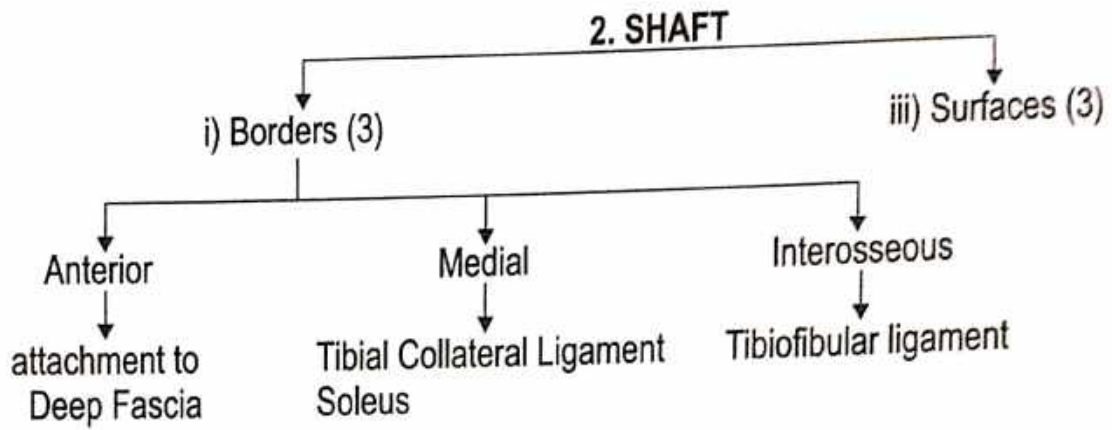 2. SHAFT
i) Borders (3)
iii) Surfaces (3)
Anterior
Medial
Interosseous
attachment to
Deep Fascia
Tibial Collateral Ligament
Soleus
Tibiofibular ligament